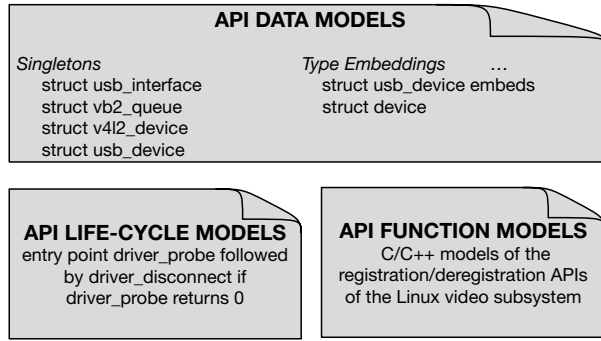 API DATA MODELS
Singletons
struct usb_interface
struct vb2_queue
struct v4l2_device
struct usb_device
Type Embeddings …
struct usb_device embeds
struct device
API LIFE-CYCLE MODELS
entry point driver_probe followed
by driver_disconnect if
driver_probe returns 0
API FUNCTION MODELS
C/C++ models of the
registration/deregistration APIs
of the Linux video subsystem